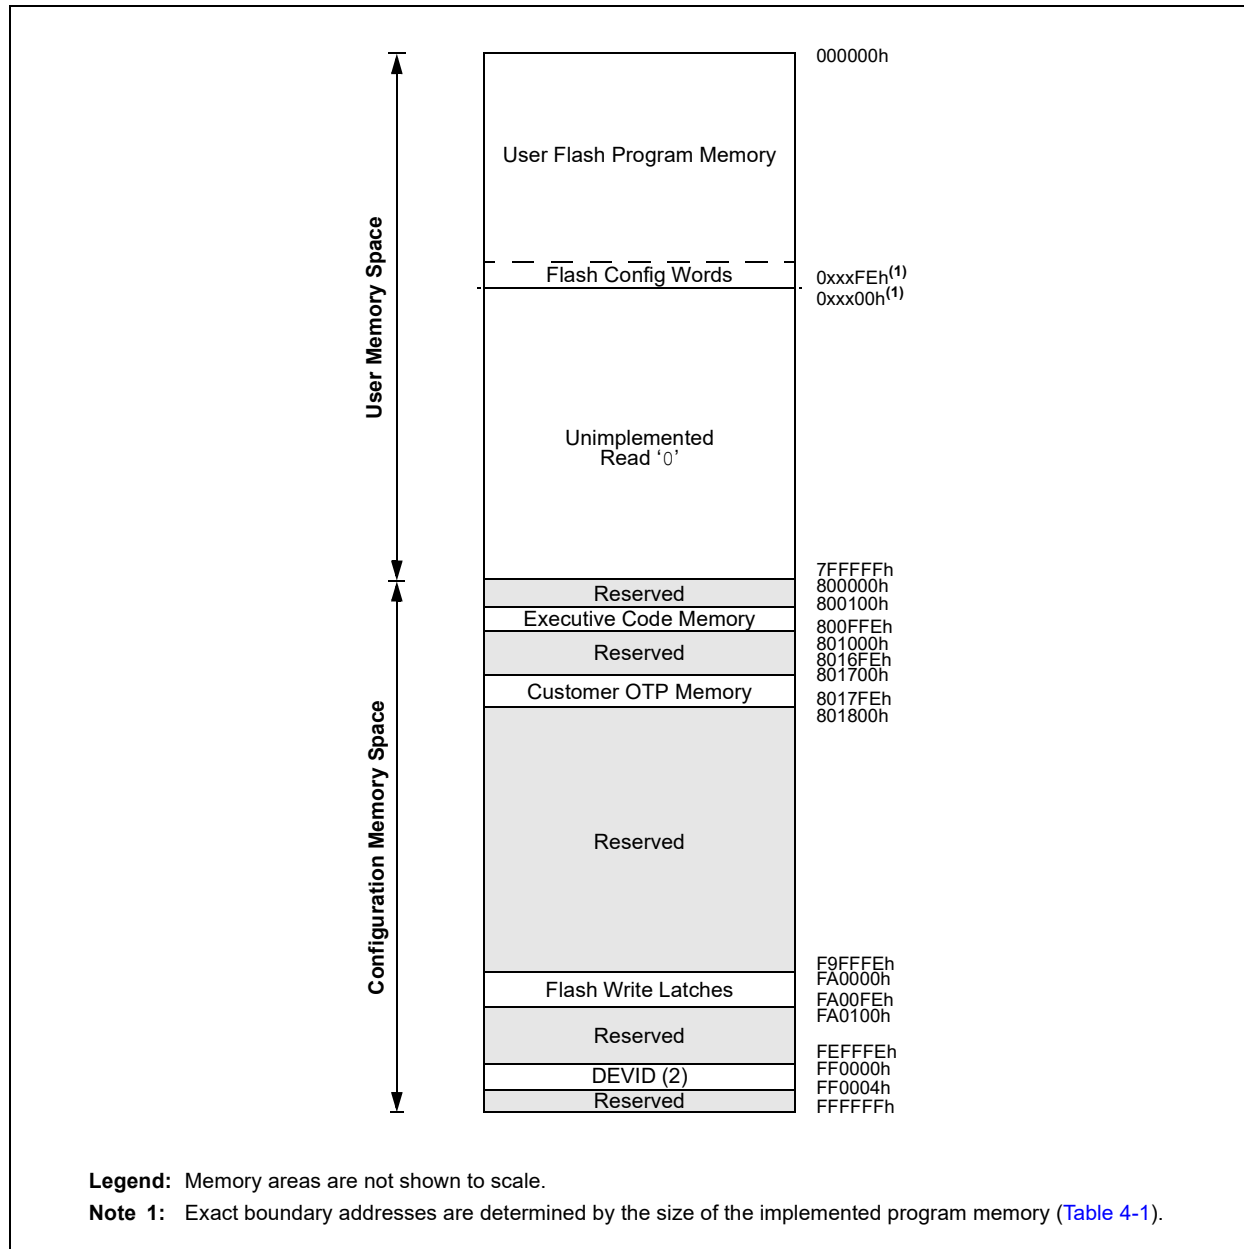 000000h
User Flash Program Memory
User Memory Space
Flash Config Words
0xxxFEh(1)
0xxx00h(1)
Unimplemented
Read ‘0’
7FFFFFh
800000h
Reserved
800100h
Executive Code Memory
800FFEh
801000h
Reserved
8016FEh
801700h
Customer OTP Memory
8017FEh
801800h
Configuration Memory Space
Reserved
F9FFFEh
FA0000h
Flash Write Latches
FA00FEh
FA0100h
Reserved
FEFFFEh
FF0000h
DEVID (2)
FF0004h
Reserved
FFFFFFh
Legend: Memory areas are not shown to scale.
Note 1: Exact boundary addresses are determined by the size of the implemented program memory (Table 4-1).